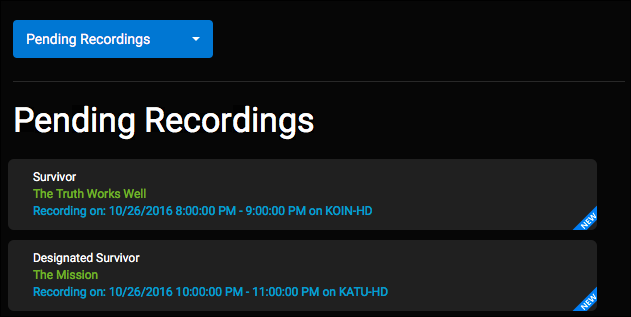 Pending Recordings
Pending Recordings
Survivor
The Truth Works Well
Recording on: 10/26/2016 8:00:00 PM - 9:00:00 PM on KOIN-HD
NEW
Designated Survivor
The Mission
Recording on: 10/26/2016 10:00:00 PM - 11:00:00 PM on KATU-HD
NEW